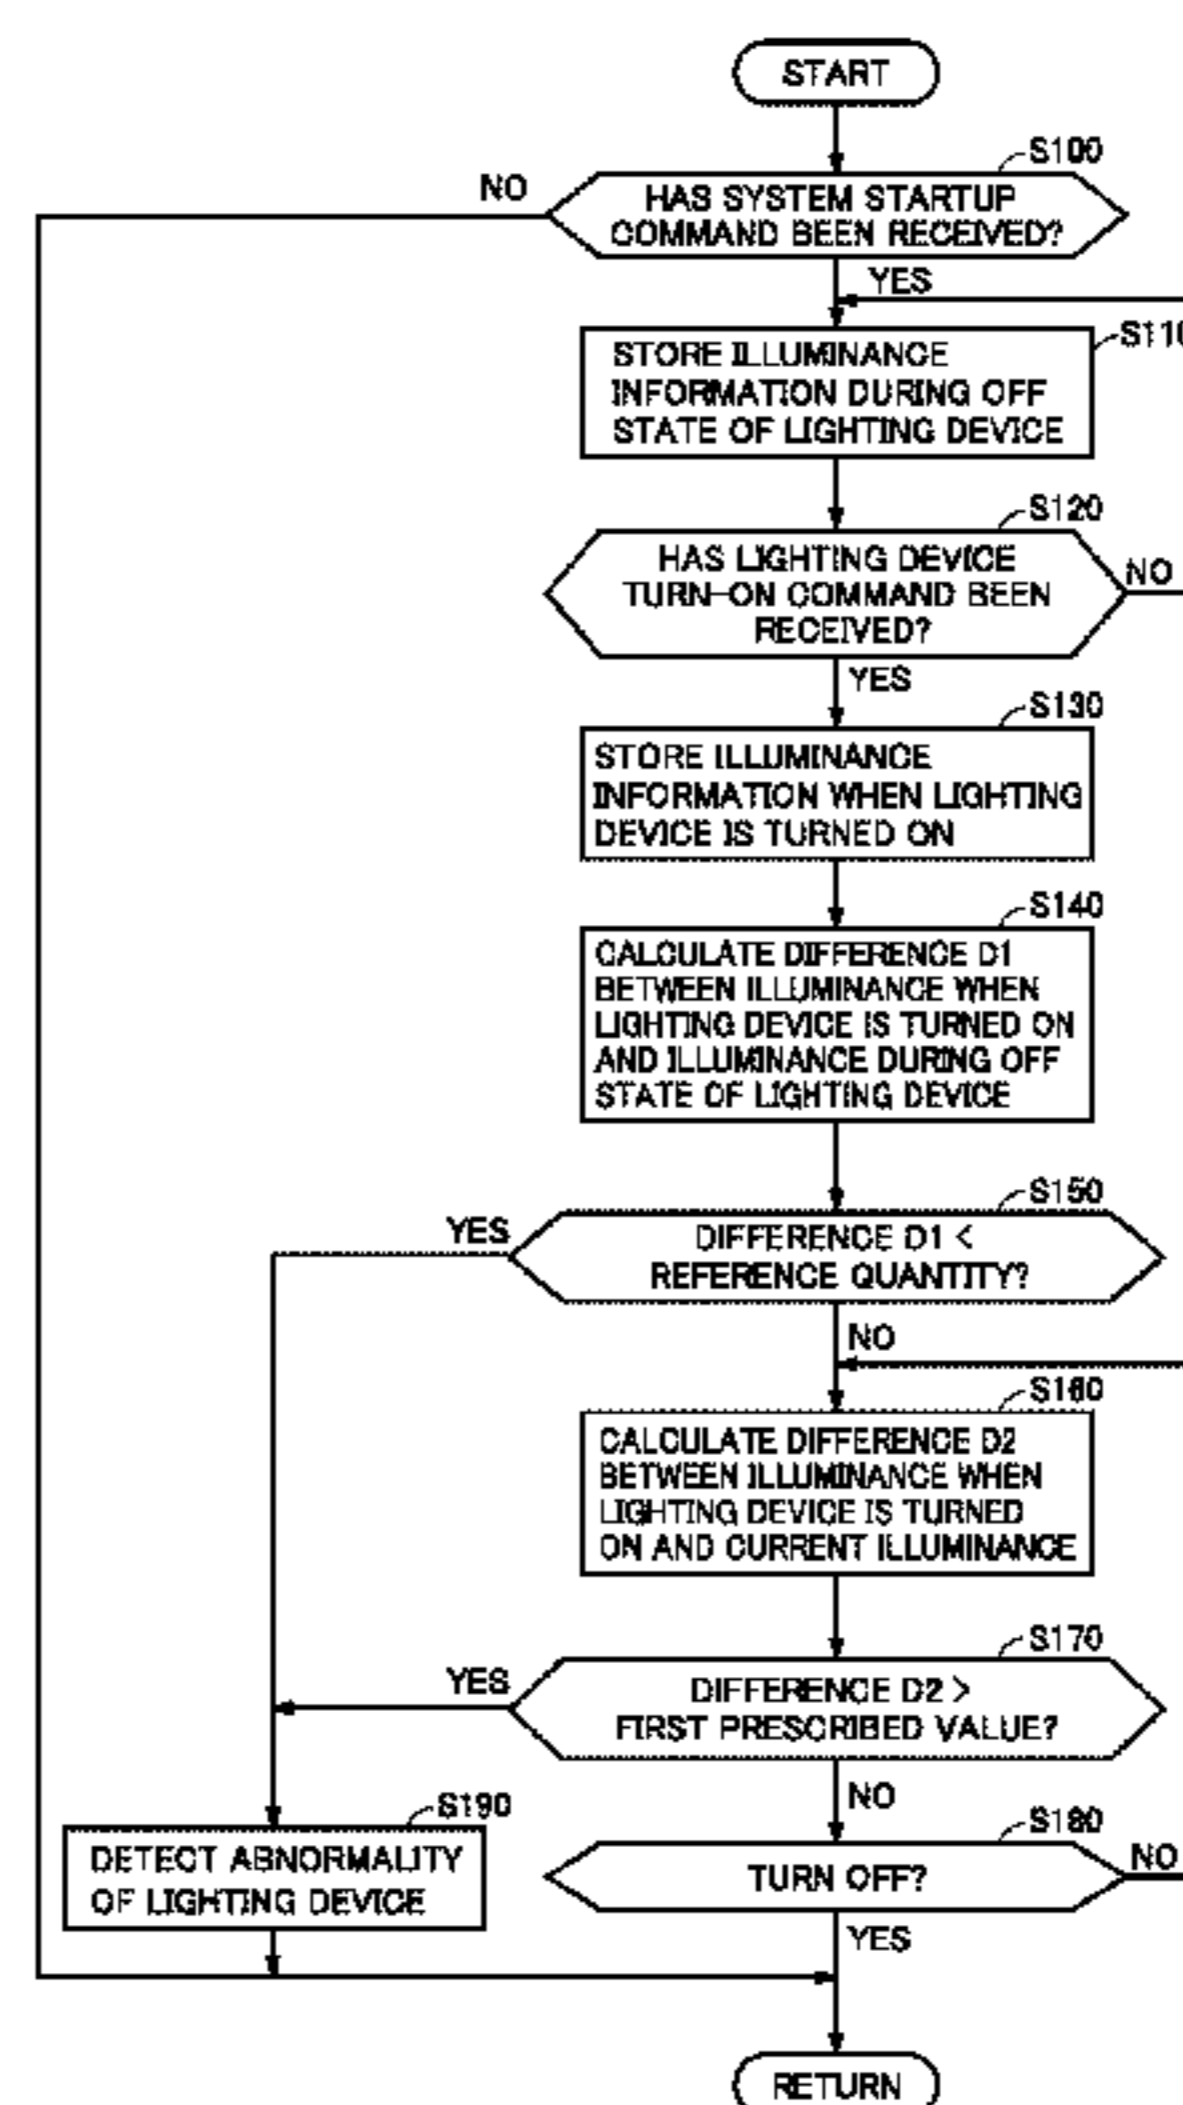 START
S100
NO
HAS SYSTEM STARTUP
COMMAND BEEN RECEIVED?
YES
S110
STORE ILLUMINANCE
INFORMATION DURING OFF
STATE OF LIGHTING DEVICE
S120
HAS LIGHTING DEVICE
TURN-ON COMMAND BEEN
RECEIVED?
NO
YES
S130
STORE ILLUMINANCE
INFORMATION WHEN LIGHTING
DEVICE IS TURNED ON
S140
CALCULATE DIFFERENCE D1
BETWEEN ILLUMINANCE WHEN
LIGHTING DEVICE IS TURNED ON
AND ILLUMINANCE DURING OFF
STATE OF LIGHTING DEVICE
S150
YES
DIFFERENCE D1 <
REFERENCE QUANTITY?
NO
S160
CALCULATE DIFFERENCE D2
BETWEEN ILLUMINANCE WHEN
LIGHTING DEVICE IS TURNED
ON AND CURRENT ILLUMINANCE
S170
YES
DIFFERENCE D2 >
FIRST PRESCRIBED VALUE?
NO
S190
DETECT ABNORMALITY
OF LIGHTING DEVICE
S180
TURN OFF?
NO
YES
RETURN